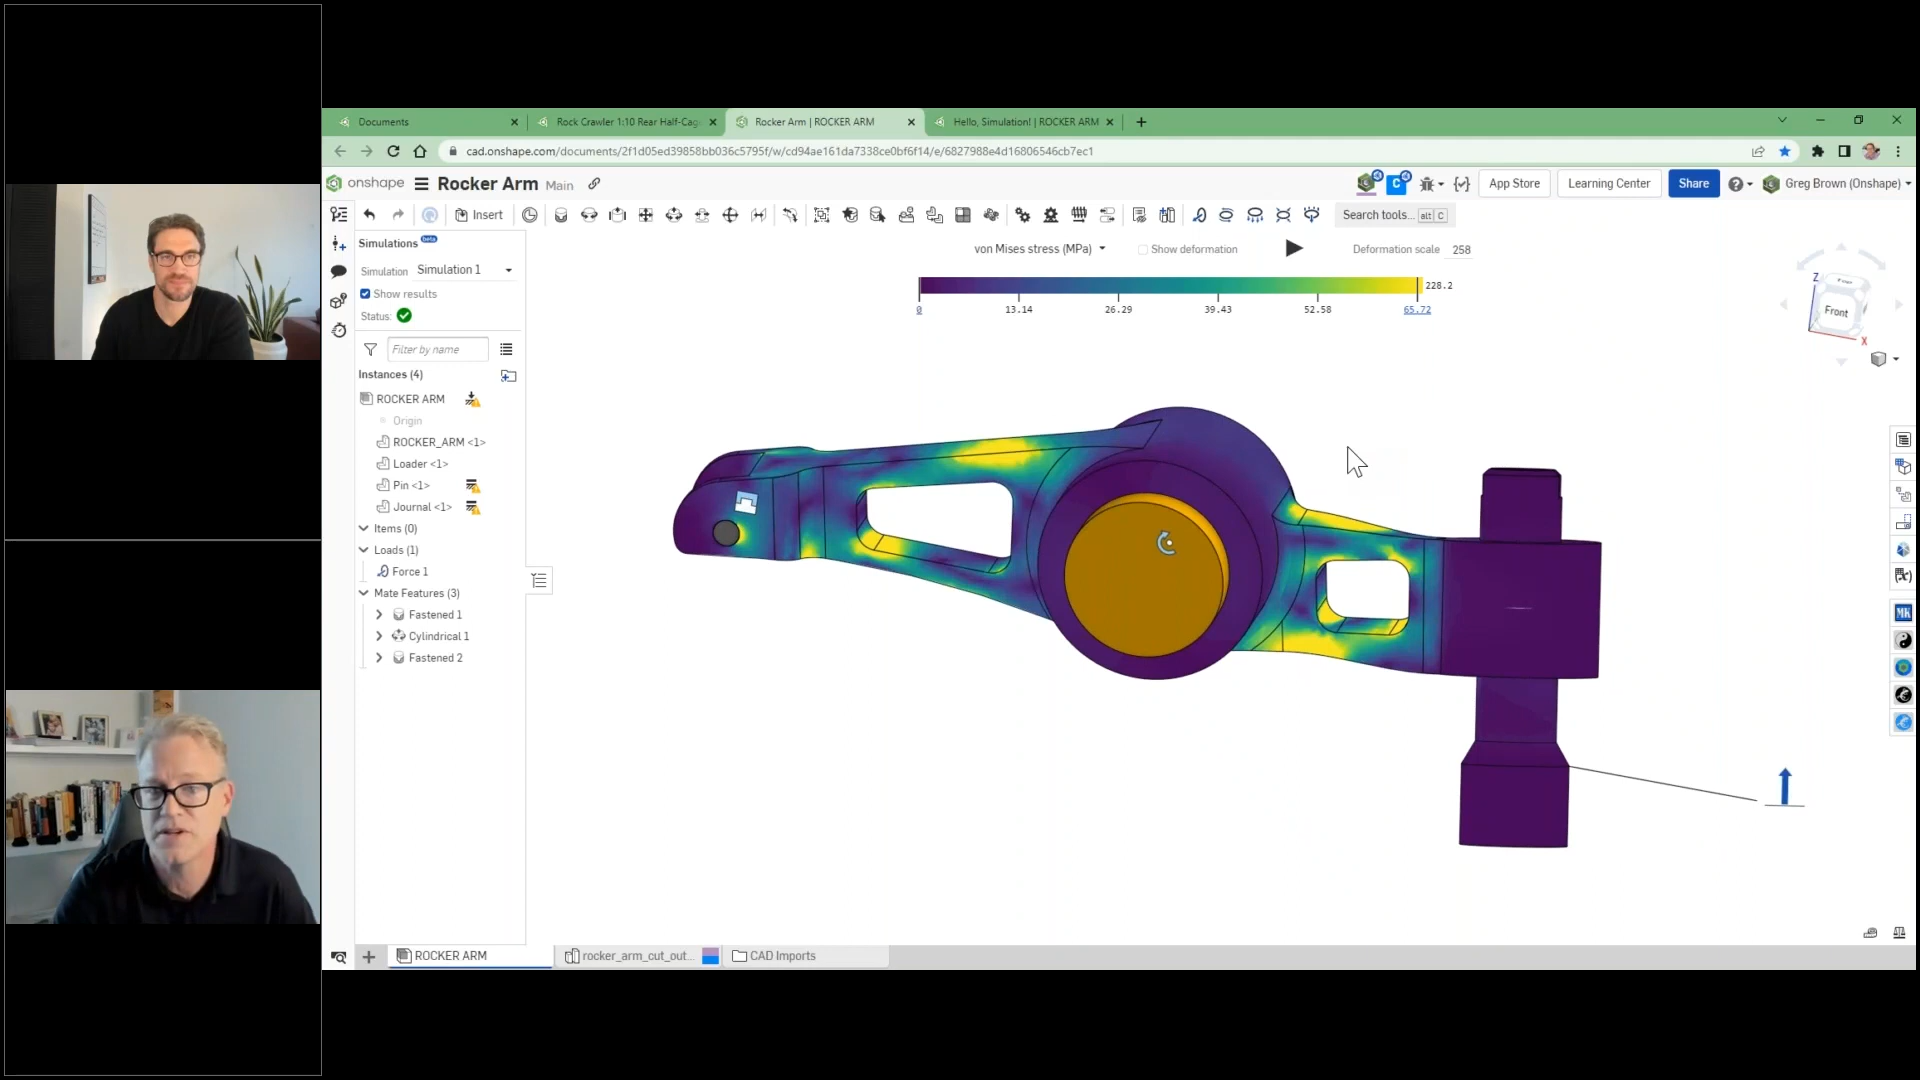 Documents
Rock Crawler 1:10 Rear Half-Cag
Rocker Arm | ROCKER ARM
Hello, Simulation! | ROCKER ARM
cad.onshape.com/documents/2f1d05ed39858bb036c5795f/w/cd94ae161da7338ce0bf6f14/e/6827988e4d16806546cb7ec1
onshape
Rocker Arm Main
App Store
Learning Center
Share
Greg Brown (Onshape)
Insert
Search tools... alt C
Simulations beta
Simulation Simulation 1
Show results
Status:
Filter by name
Instances (4)
ROCKER ARM
Origin
ROCKER_ARM <1>
Loader <1>
Pin <1>
Journal <1>
Items (0)
Loads (1)
Force 1
Mate Features (3)
Fastened 1
Cylindrical 1
Fastened 2
von Mises stress (MPa)
Show deformation
Deformation scale 258
228.2
0 13.14 26.29 39.43 52.58 65.72
Z
Front
X
MK
ROCKER ARM
rocker_arm_cut_out...
CAD Imports